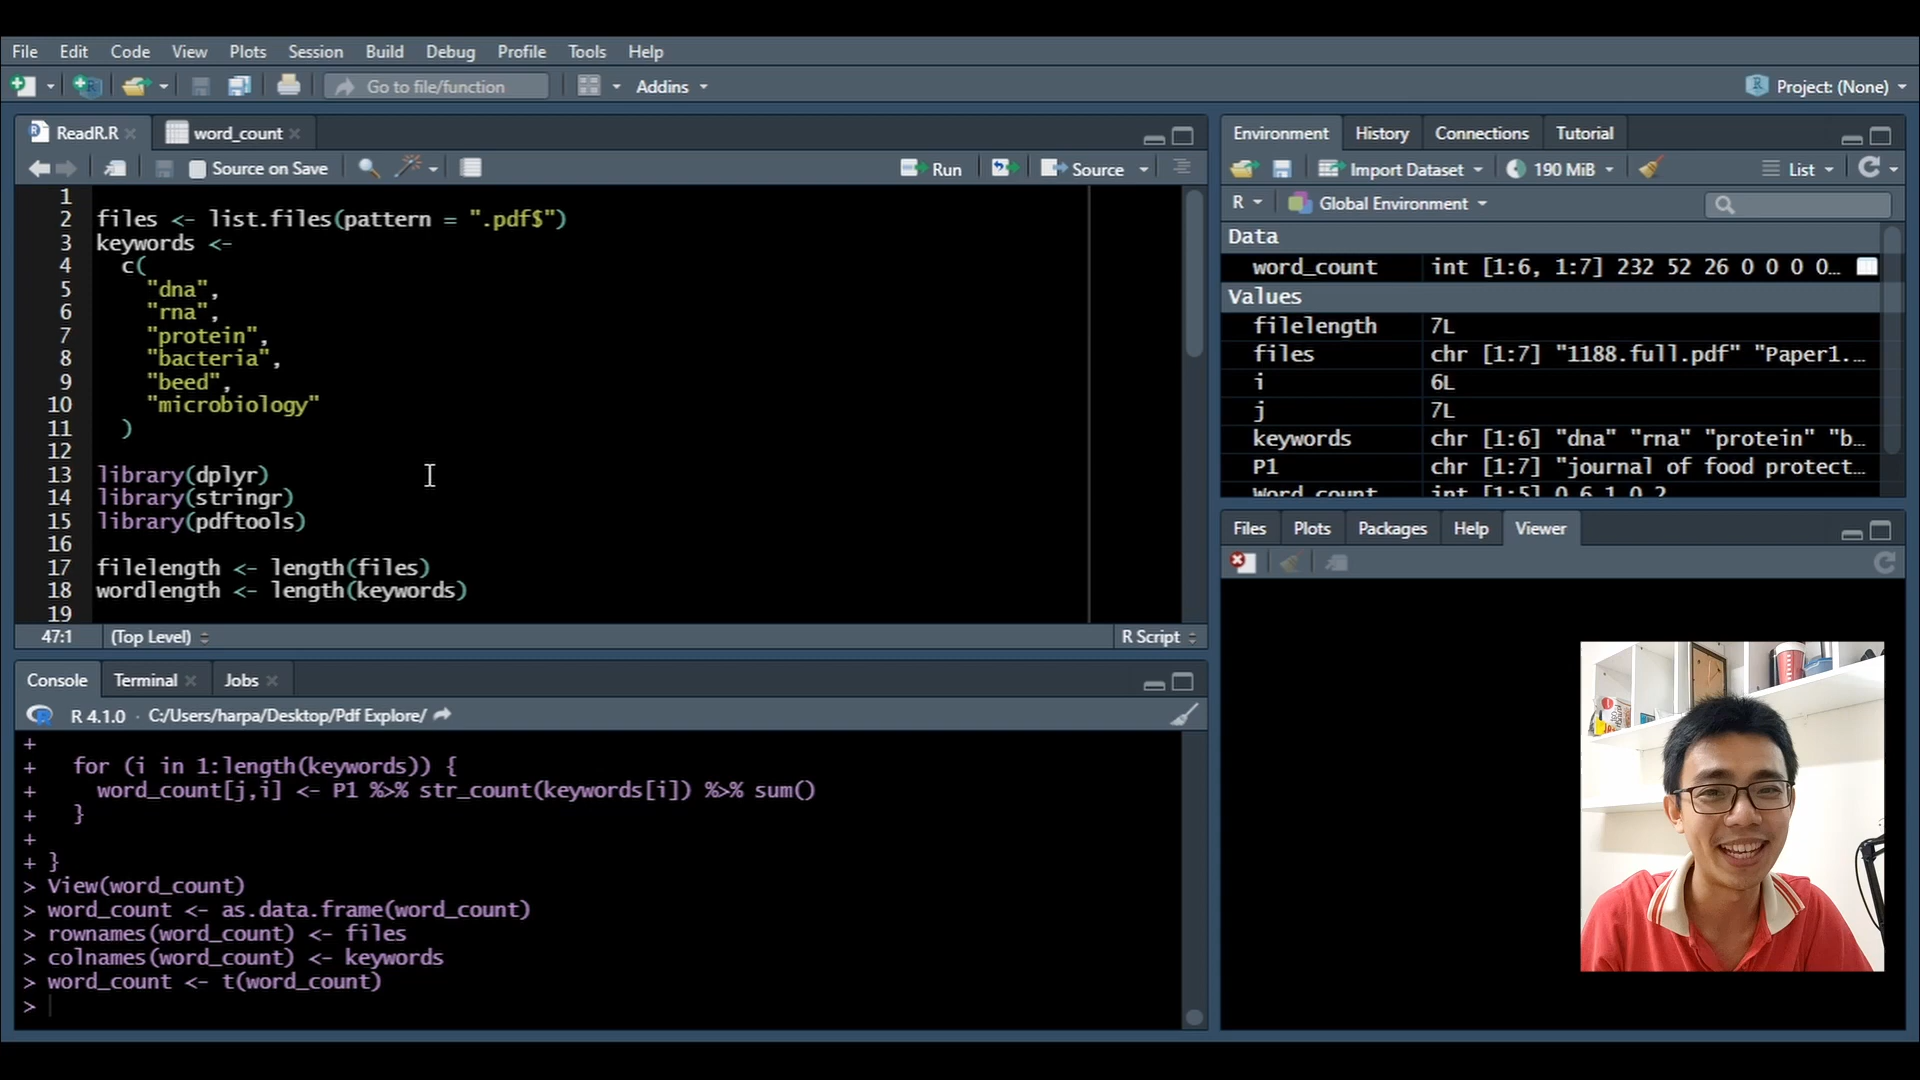 File Edit Code View Plots Session Build Debug Profile Tools Help
Go to file/function Addins Project: (None)
ReadR.R word_count
Source on Save Run Source
1
2 files <- list.files(pattern = ".pdf$")
3 keywords <-
4 c(
5 "dna",
6 "rna",
7 "protein",
8 "bacteria",
9 "beed",
10 "microbiology"
11 )
12
13 library(dplyr)
14 library(stringr)
15 library(pdftools)
16
17 filelength <- length(files)
18 wordlength <- length(keywords)
19
47:1 (Top Level) R Script
Console Terminal Jobs
R 4.1.0 · C:/Users/harpa/Desktop/Pdf Explore/
+
+ for (i in 1:length(keywords)) {
+ word_count[j,i] <- P1 %>% str_count(keywords[i]) %>% sum()
+ }
+
+ }
> View(word_count)
> word_count <- as.data.frame(word_count)
> rownames(word_count) <- files
> colnames(word_count) <- keywords
> word_count <- t(word_count)
>
Environment History Connections Tutorial
Import Dataset 190 MiB List
R Global Environment
Data
word_count int [1:6, 1:7] 232 52 26 0 0 0 0…
Values
filelength 7L
files chr [1:7] "1188.full.pdf" "Paper1.…
i 6L
j 7L
keywords chr [1:6] "dna" "rna" "protein" "b…
P1 chr [1:7] "journal of food protect…
Word_count int [1:5] 0 6 1 0 2
Files Plots Packages Help Viewer